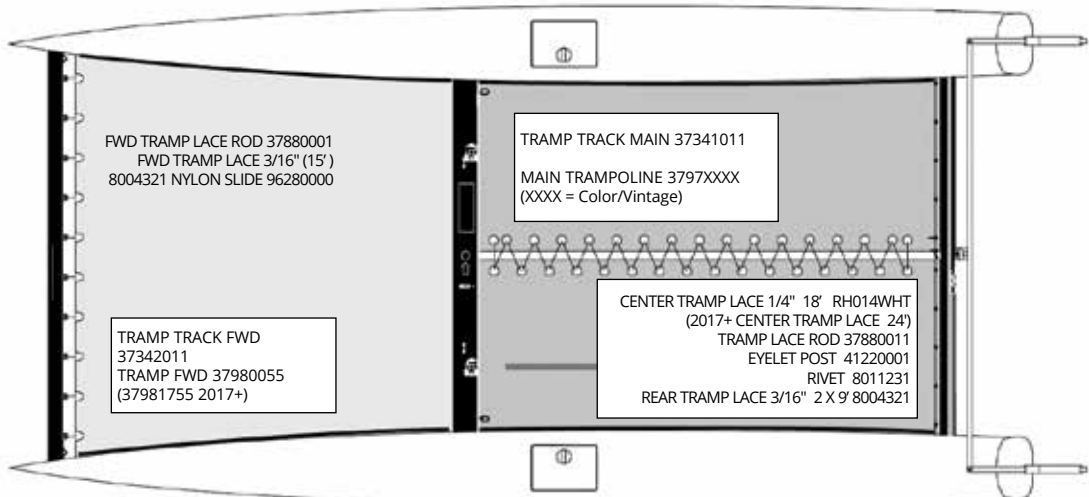 FWD TRAMP LACE ROD 37880001
FWD TRAMP LACE 3/16" (15')
8004321 NYLON SLIDE 96280000
TRAMP TRACK MAIN 37341011
MAIN TRAMPOLINE 3797XXXX
(XXXX = Color/Vintage)
TRAMP TRACK FWD
37342011
TRAMP FWD 37980055
(37981755 2017+)
CENTER TRAMP LACE 1/4" 18' RH014WHT
(2017+ CENTER TRAMP LACE 24')
TRAMP LACE ROD 37880011
EYELET POST 41220001
RIVET 8011231
REAR TRAMP LACE 3/16" 2 X 9' 8004321